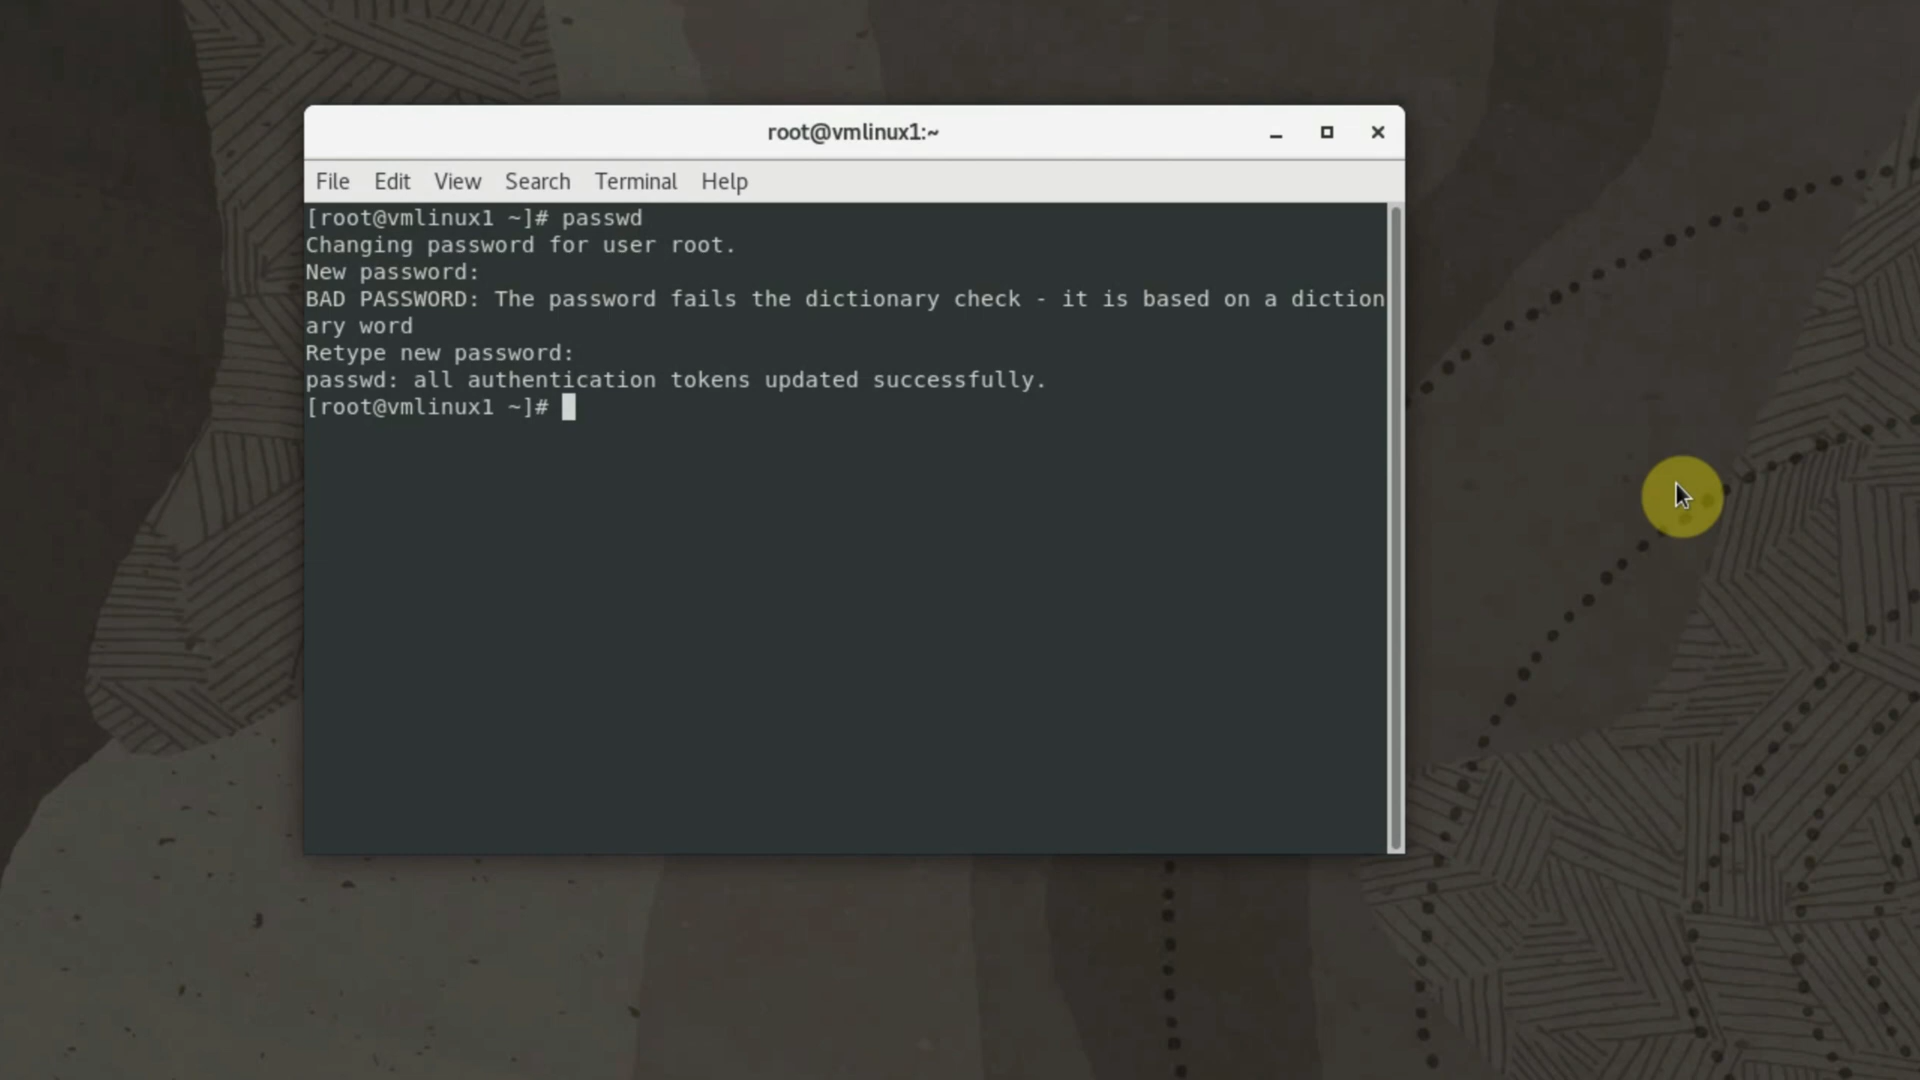 root@vmlinux1:~
File Edit View Search Terminal Help
[root@vmlinux1 ~]# passwd
Changing password for user root.
New password:
BAD PASSWORD: The password fails the dictionary check - it is based on a diction
ary word
Retype new password:
passwd: all authentication tokens updated successfully.
[root@vmlinux1 ~]#